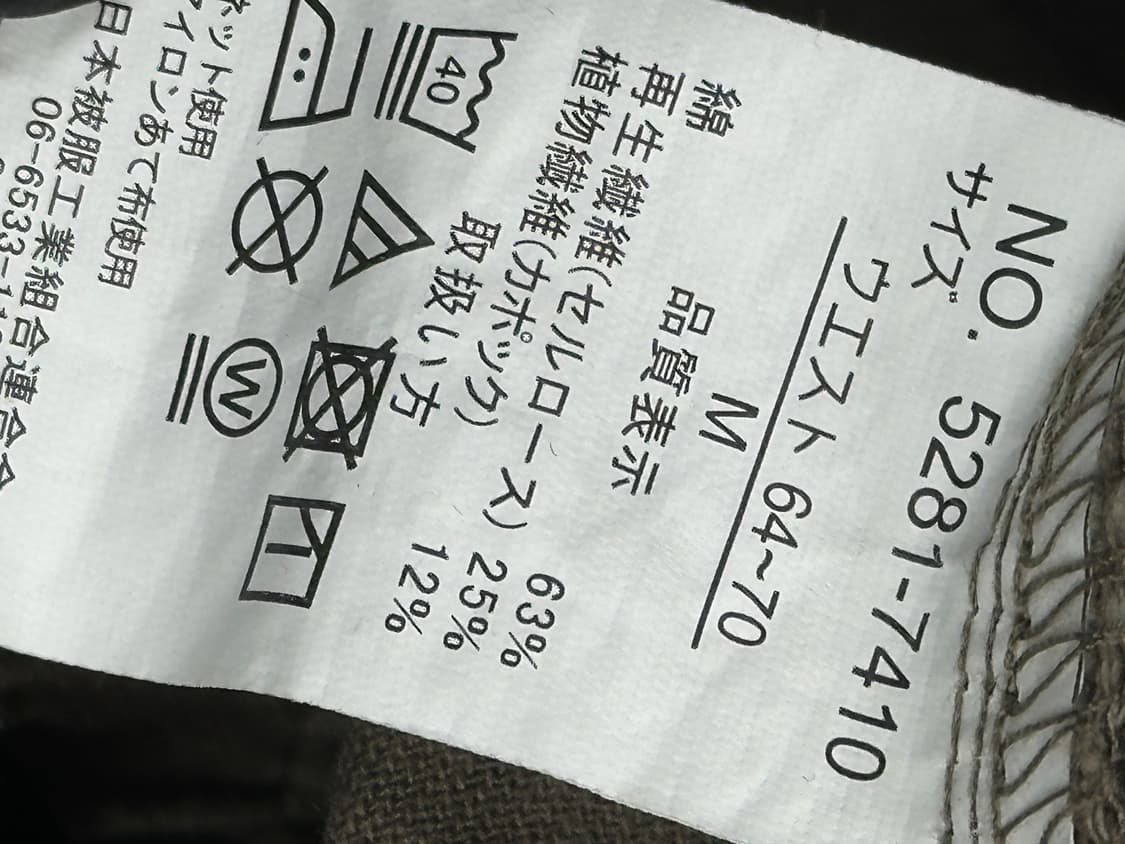 NO. 5281-7410
サイズ
ウエスト 64~70
M
品質表示
綿 63%
再生繊維(セルロース) 25%
植物繊維(カポック) 12%
取扱い方
40
W
ネット使用
アイロンあて布使用
日本被服工業組合連合会
06-6533-1